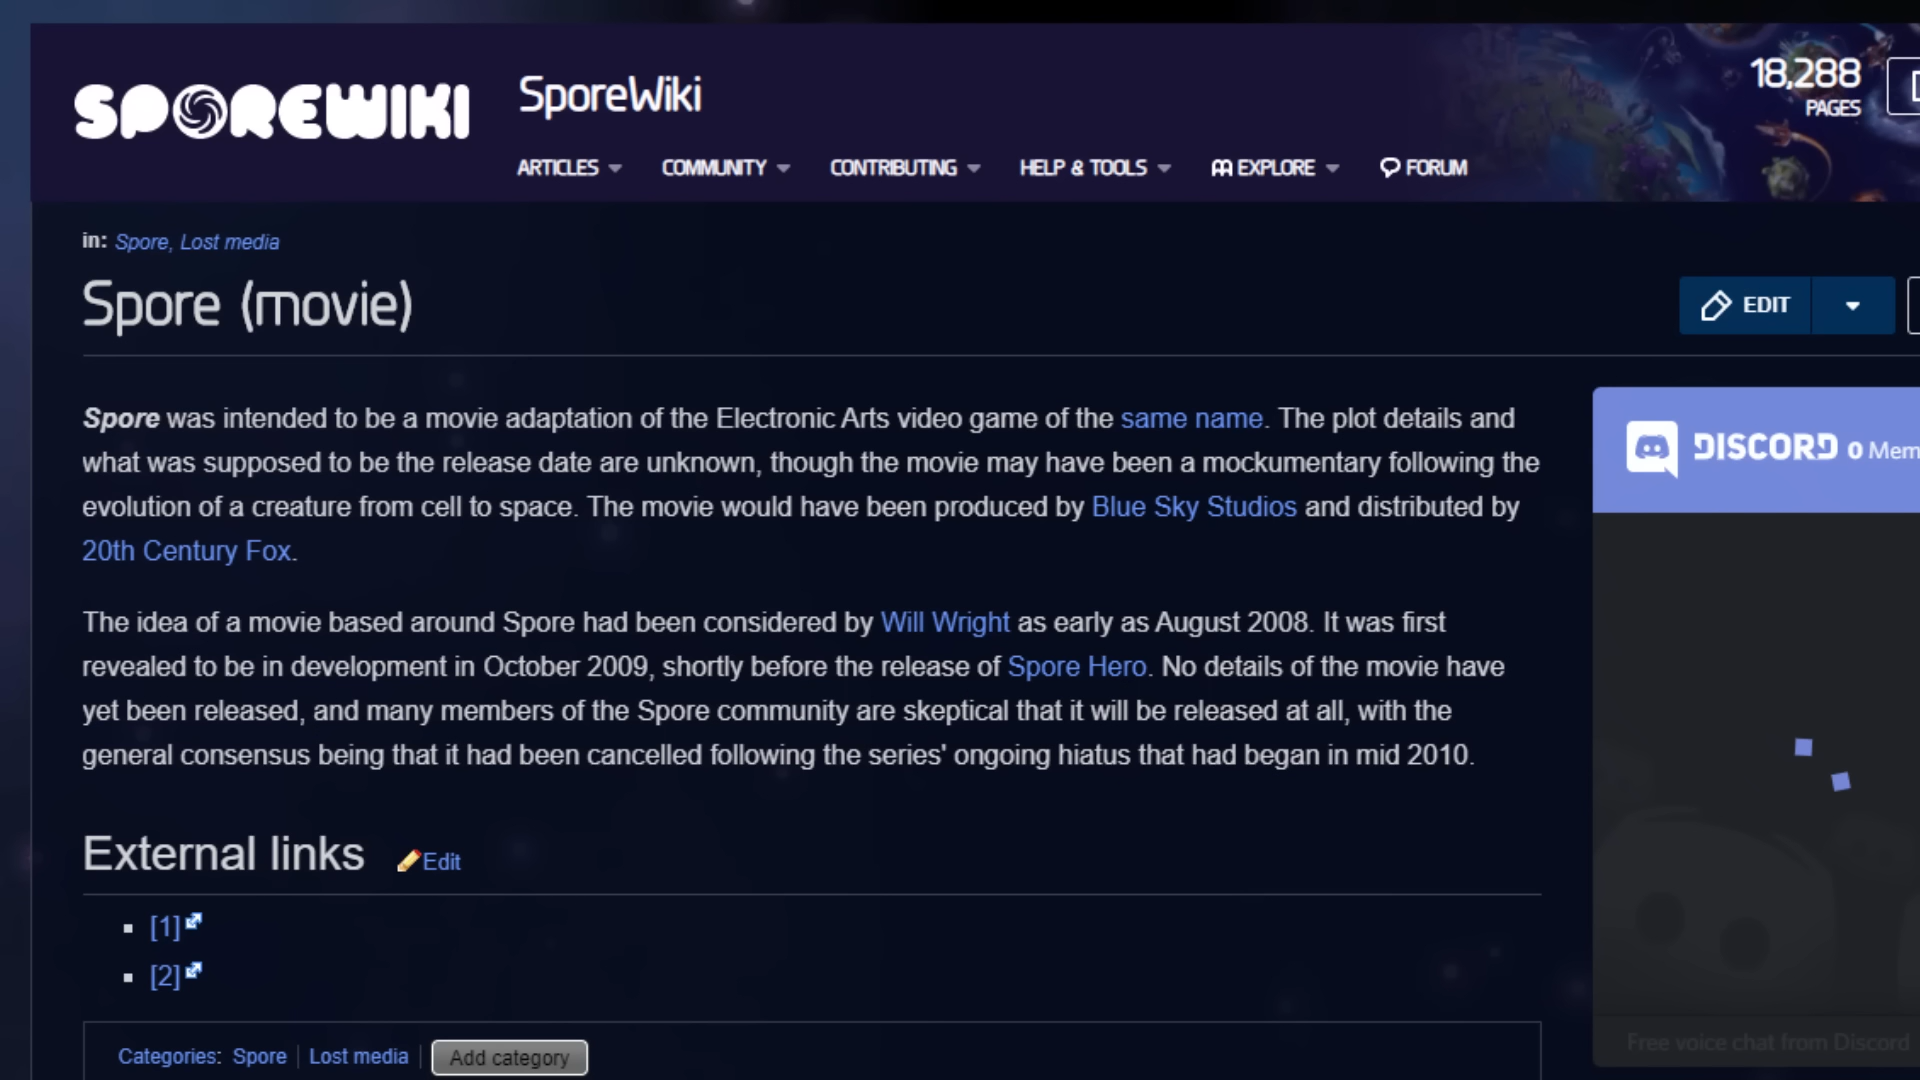 SPOREWIKI
SporeWiki
18,288
PAGES
ARTICLES COMMUNITY CONTRIBUTING HELP & TOOLS EXPLORE FORUM
in: Spore, Lost media
Spore (movie)
EDIT
Spore was intended to be a movie adaptation of the Electronic Arts video game of the same name. The plot details and
what was supposed to be the release date are unknown, though the movie may have been a mockumentary following the
evolution of a creature from cell to space. The movie would have been produced by Blue Sky Studios and distributed by
20th Century Fox.
The idea of a movie based around Spore had been considered by Will Wright as early as August 2008. It was first
revealed to be in development in October 2009, shortly before the release of Spore Hero. No details of the movie have
yet been released, and many members of the Spore community are skeptical that it will be released at all, with the
general consensus being that it had been cancelled following the series' ongoing hiatus that had began in mid 2010.
DISCORD 0 Mem
External links Edit
[1]
[2]
Free voice chat from Discord
Categories: Spore Lost media Add category